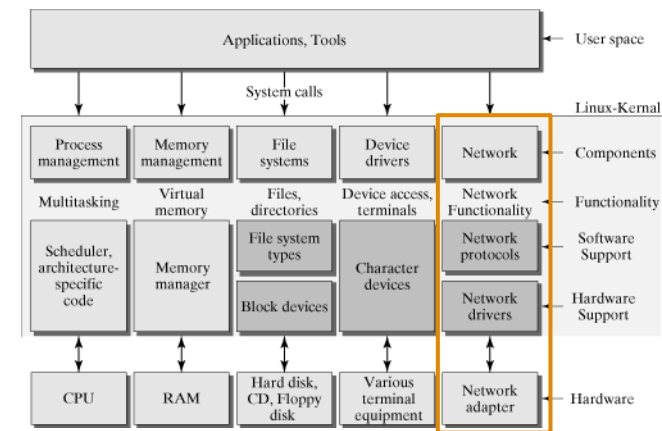 Applications, Tools
User space
System calls
Linux-Kernal
Process
management
Memory
management
File
systems
Device
drivers
Network
Components
Multitasking
Virtual
memory
Files,
directories
Device access,
terminals
Network
Functionality
Functionality
Scheduler,
architecture-
specific
code
Memory
manager
File system
types
Block devices
Character
devices
Network
protocols
Network
drivers
Software
Support
Hardware
Support
CPU
RAM
Hard disk,
CD, Floppy
disk
Various
terminal
equipment
Network
adapter
Hardware